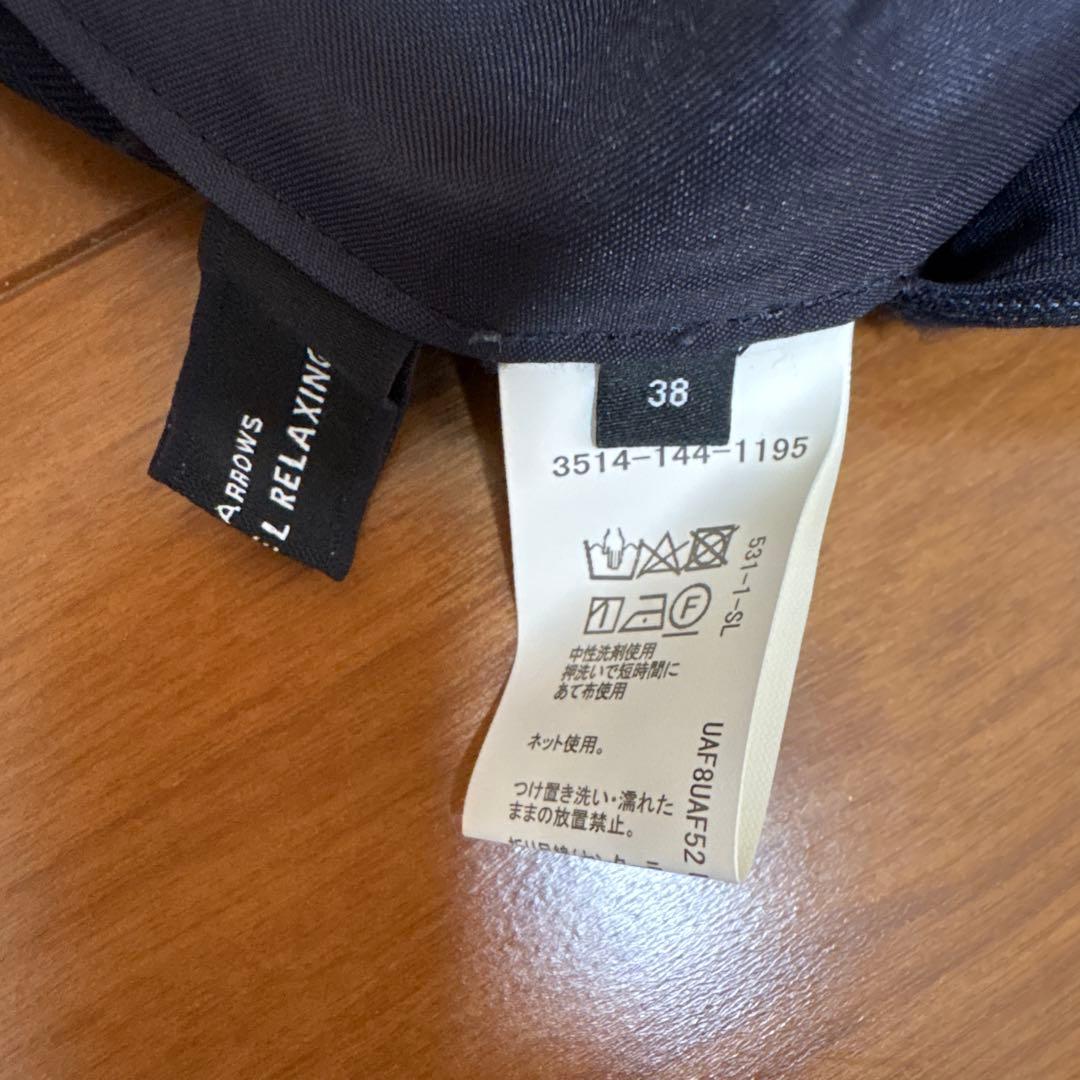 ARROWS
L RELAXING
38
3514-144-1195
531-1-SL
1
F
中性洗剤使用
押洗いで短時間に
あて布使用
ネット使用。
つけ置き洗い・濡れた
ままの放置禁止。
UAF8UAF52